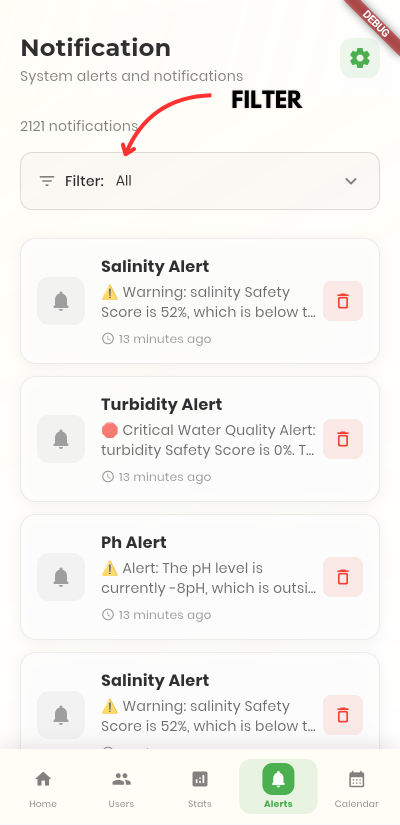 DEBUG
Notification
System alerts and notifications
FILTER
2121 notifications
Filter: All
Salinity Alert
⚠️ Warning: salinity Safety
Score is 52%, which is below t...
13 minutes ago
Turbidity Alert
🛑 Critical Water Quality Alert:
turbidity Safety Score is 0%. T...
13 minutes ago
Ph Alert
⚠️ Alert: The pH level is
currently -8pH, which is outsi...
13 minutes ago
Salinity Alert
⚠️ Warning: salinity Safety
Score is 52%, which is below t...
Home Users Stats Alerts Calendar